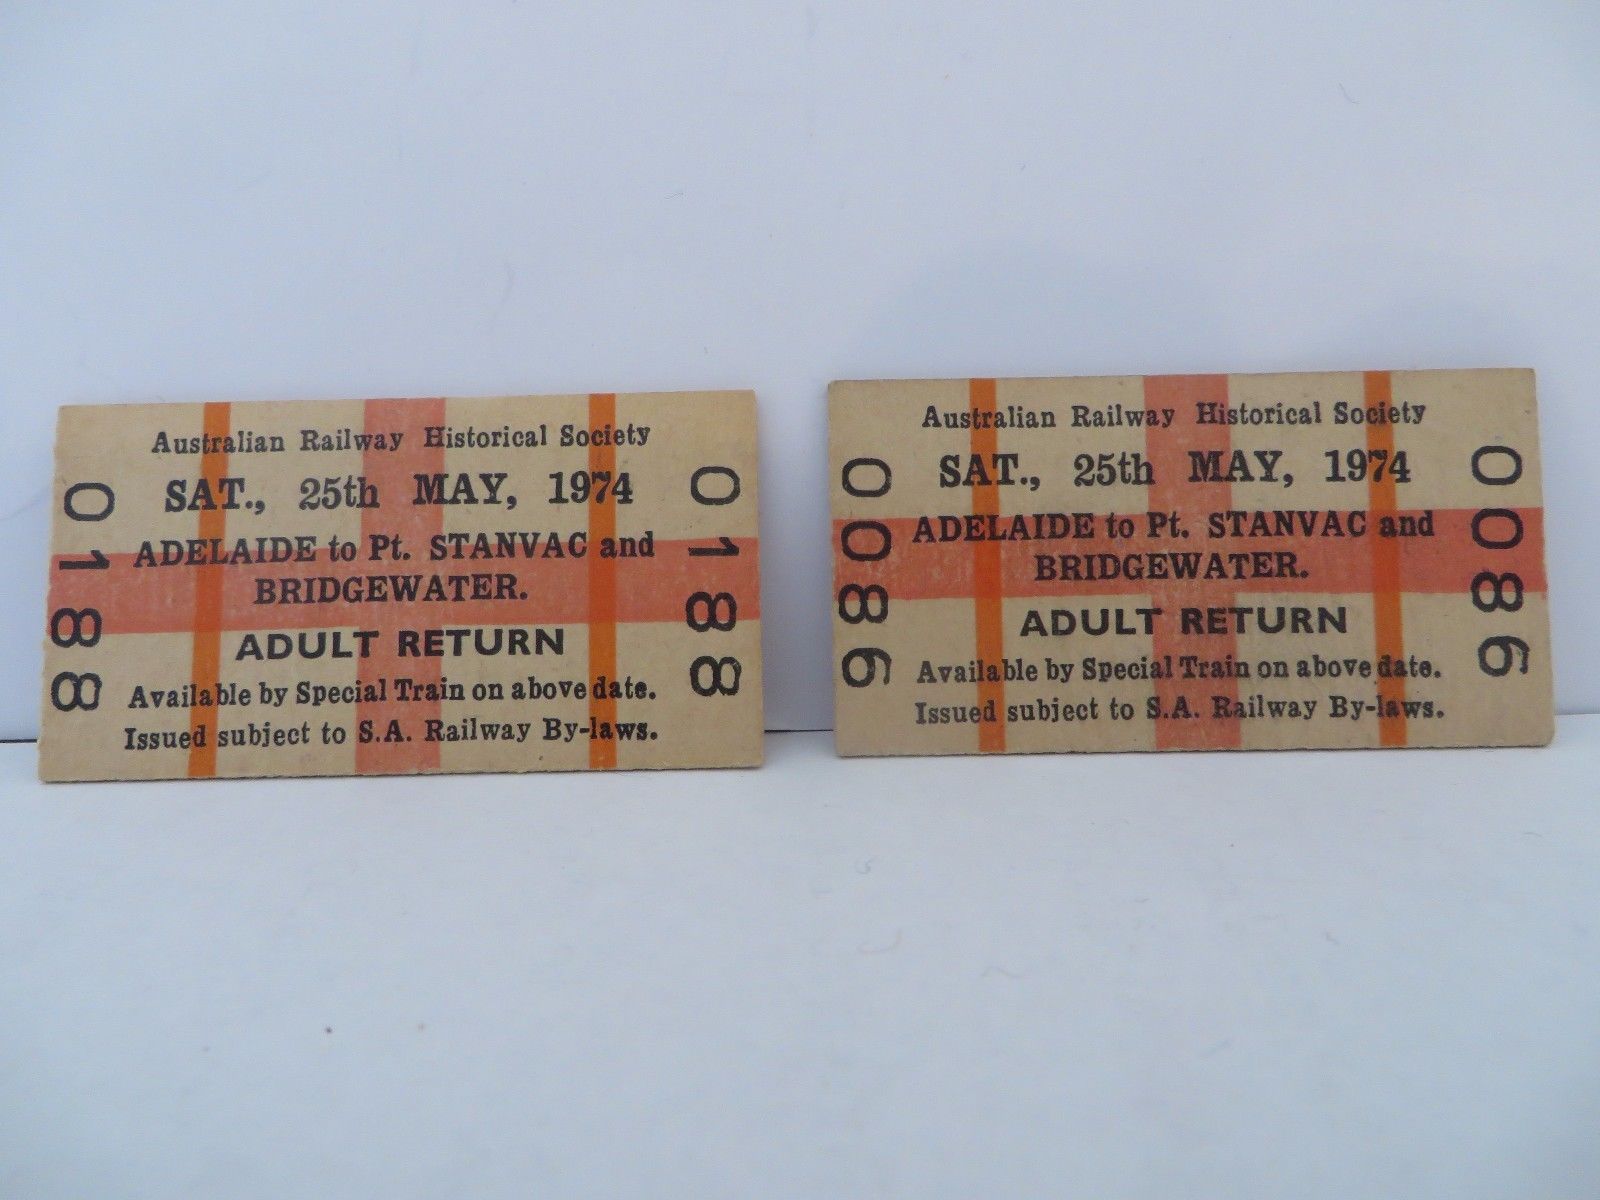 Australian Railway Historical Society
SAT., 25th MAY, 1974
ADELAIDE to Pt. STANVAC and
BRIDGEWATER.
ADULT RETURN
Available by Special Train on above date.
Issued subject to S.A. Railway By-laws.
0188
0188
Australian Railway Historical Society
SAT., 25th MAY, 1974
ADELAIDE to Pt. STANVAC and
BRIDGEWATER.
ADULT RETURN
Available by Special Train on above date.
Issued subject to S.A. Railway By-laws.
0086
0086